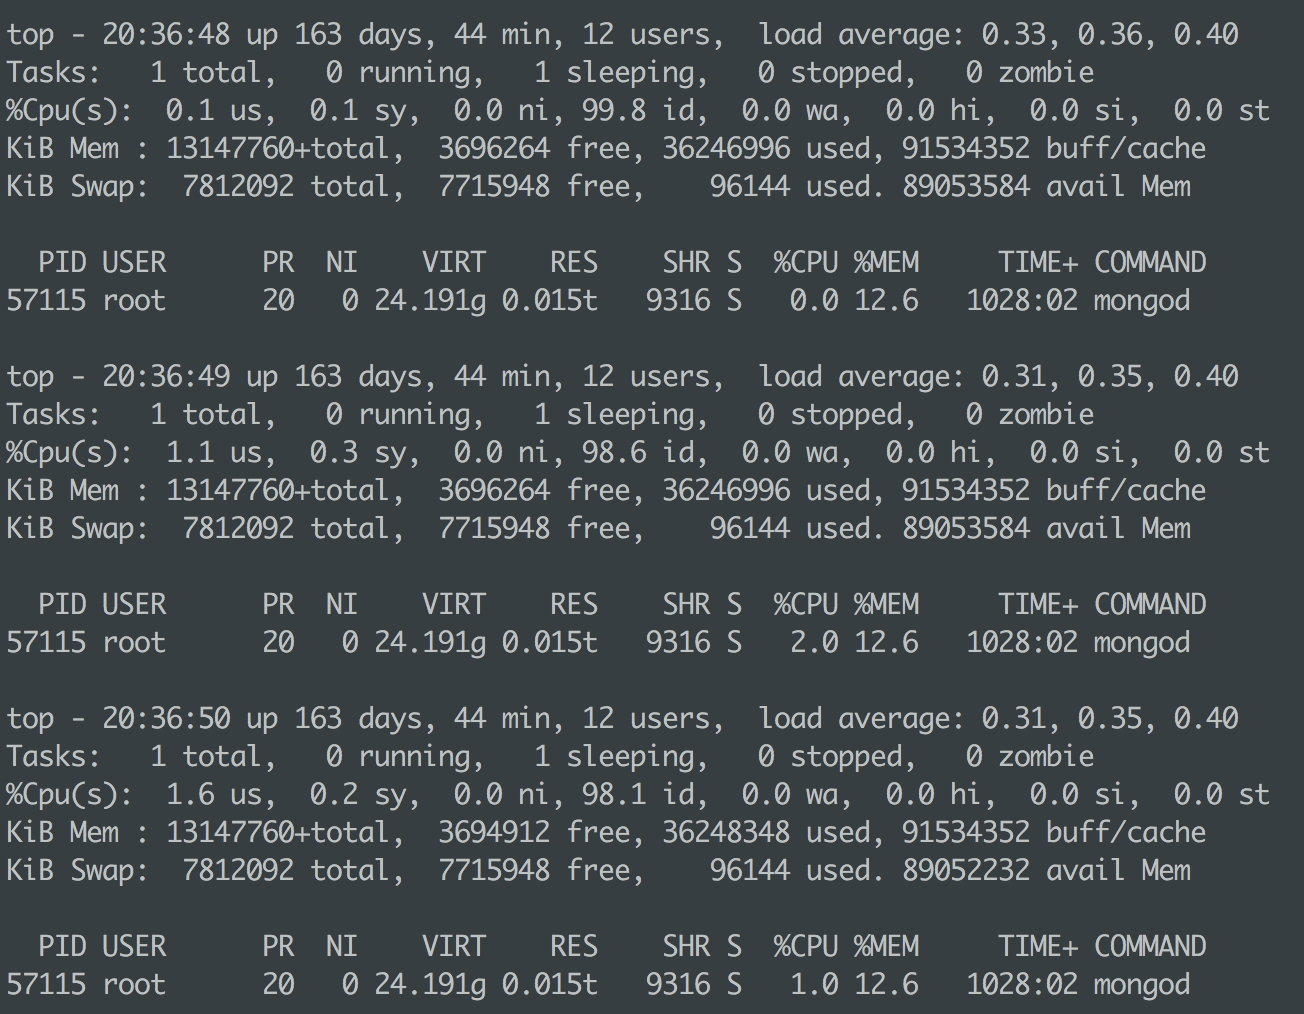 top - 20:36:48 up 163 days, 44 min, 12 users,  load average: 0.33, 0.36, 0.40
Tasks:   1 total,   0 running,   1 sleeping,   0 stopped,   0 zombie
%Cpu(s):  0.1 us,  0.1 sy,  0.0 ni, 99.8 id,  0.0 wa,  0.0 hi,  0.0 si,  0.0 st
KiB Mem : 13147760+total,  3696264 free, 36246996 used, 91534352 buff/cache
KiB Swap:  7812092 total,  7715948 free,    96144 used. 89053584 avail Mem
  PID USER      PR  NI    VIRT    RES    SHR S  %CPU %MEM     TIME+ COMMAND
57115 root      20   0 24.191g 0.015t   9316 S   0.0 12.6   1028:02 mongod
top - 20:36:49 up 163 days, 44 min, 12 users,  load average: 0.31, 0.35, 0.40
Tasks:   1 total,   0 running,   1 sleeping,   0 stopped,   0 zombie
%Cpu(s):  1.1 us,  0.3 sy,  0.0 ni, 98.6 id,  0.0 wa,  0.0 hi,  0.0 si,  0.0 st
KiB Mem : 13147760+total,  3696264 free, 36246996 used, 91534352 buff/cache
KiB Swap:  7812092 total,  7715948 free,    96144 used. 89053584 avail Mem
  PID USER      PR  NI    VIRT    RES    SHR S  %CPU %MEM     TIME+ COMMAND
57115 root      20   0 24.191g 0.015t   9316 S   2.0 12.6   1028:02 mongod
top - 20:36:50 up 163 days, 44 min, 12 users,  load average: 0.31, 0.35, 0.40
Tasks:   1 total,   0 running,   1 sleeping,   0 stopped,   0 zombie
%Cpu(s):  1.6 us,  0.2 sy,  0.0 ni, 98.1 id,  0.0 wa,  0.0 hi,  0.0 si,  0.0 st
KiB Mem : 13147760+total,  3694912 free, 36248348 used, 91534352 buff/cache
KiB Swap:  7812092 total,  7715948 free,    96144 used. 89052232 avail Mem
  PID USER      PR  NI    VIRT    RES    SHR S  %CPU %MEM     TIME+ COMMAND
57115 root      20   0 24.191g 0.015t   9316 S   1.0 12.6   1028:02 mongod